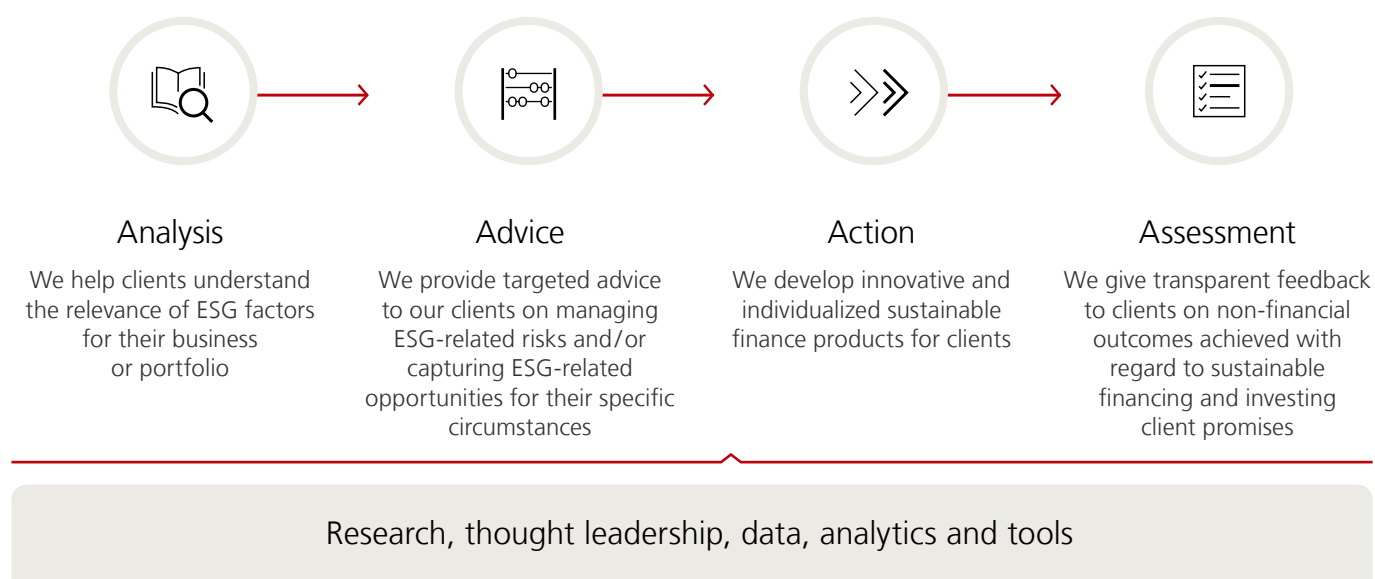 Analysis
We help clients understand
the relevance of ESG factors
for their business
or portfolio
Advice
We provide targeted advice
to our clients on managing
ESG-related risks and/or
capturing ESG-related
opportunities for their specific
circumstances
Action
We develop innovative and
individualized sustainable
finance products for clients
Assessment
We give transparent feedback
to clients on non-financial
outcomes achieved with
regard to sustainable
financing and investing
client promises
Research, thought leadership, data, analytics and tools